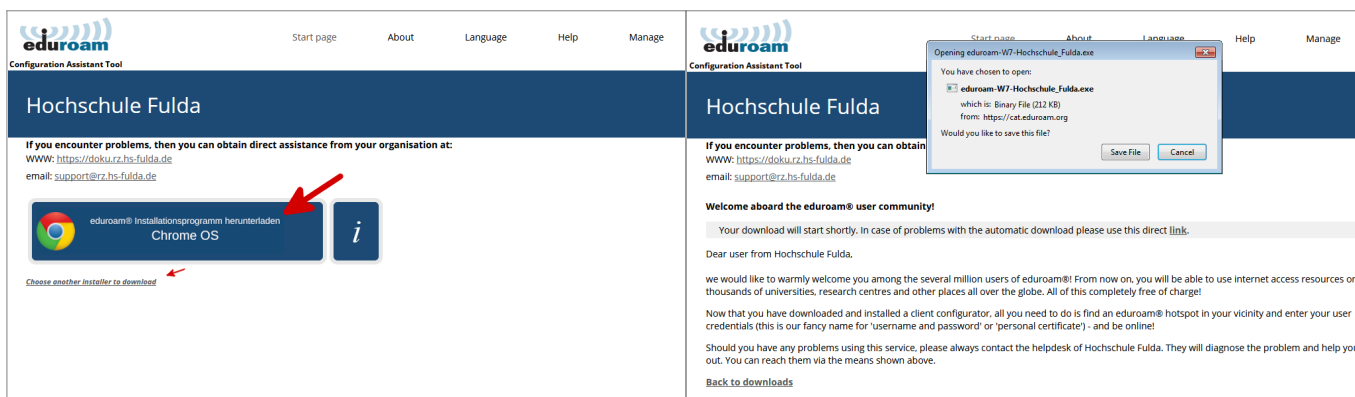 eduroam
Start page About Language Help Manage
Configuration Assistant Tool
Hochschule Fulda
If you encounter problems, then you can obtain direct assistance from your organisation at:
WWW: https://doku.rz.hs-fulda.de
email: support@rz.hs-fulda.de
eduroam® Installationsprogramm herunterladen
Chrome OS
i
Choose another installer to download
eduroam
Start page About Language Help Manage
Configuration Assistant Tool
Opening eduroam-W7-Hochschule_Fulda.exe
You have chosen to open:
eduroam-W7-Hochschule_Fulda.exe
which is: Binary File (212 KB)
from: https://cat.eduroam.org
Would you like to save this file?
Save File Cancel
Hochschule Fulda
If you encounter problems, then you can obtain
WWW: https://doku.rz.hs-fulda.de
email: support@rz.hs-fulda.de
Welcome aboard the eduroam® user community!
Your download will start shortly. In case of problems with the automatic download please use this direct link.
Dear user from Hochschule Fulda,
we would like to warmly welcome you among the several million users of eduroam®! From now on, you will be able to use internet access resources on
thousands of universities, research centres and other places all over the globe. All of this completely free of charge!
Now that you have downloaded and installed a client configurator, all you need to do is find an eduroam® hotspot in your vicinity and enter your user
credentials (this is our fancy name for 'username and password' or 'personal certificate') - and be online!
Should you have any problems using this service, please always contact the helpdesk of Hochschule Fulda. They will diagnose the problem and help you
out. You can reach them via the means shown above.
Back to downloads